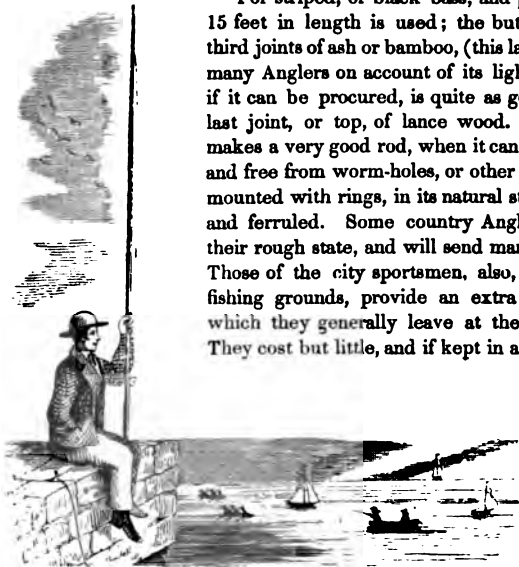 15 feet in length is used; the but
third joints of ash or bamboo, (this la
many Anglers on account of its ligh
if it can be procured, is quite as g
last joint, or top, of lance wood.
makes a very good rod, when it can
and free from worm-holes, or other
mounted with rings, in its natural s
and ferruled. Some country Angl
their rough state, and will send ma
Those of the city sportsmen, also,
fishing grounds, provide an extra
which they generally leave at the
They cost but little, and if kept in a